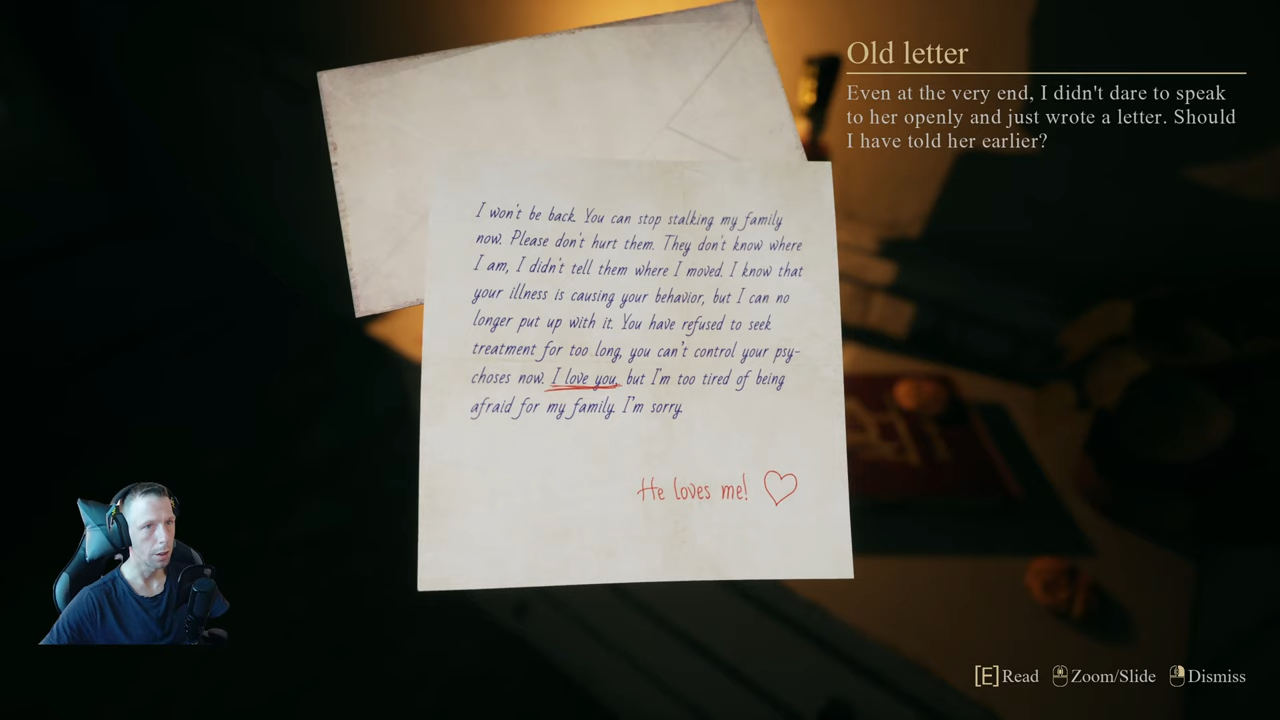 Old letter
Even at the very end, I didn't dare to speak
to her openly and just wrote a letter. Should
I have told her earlier?
I won't be back. You can stop stalking my family
now. Please don't hurt them. They don't know where
I am, I didn't tell them where I moved. I know that
your illness is causing your behavior, but I can no
longer put up with it. You have refused to seek
treatment for too long, you can't control your psy-
choses now. I love you, but I'm too tired of being
afraid for my family. I'm sorry.
He loves me!
[E]Read Zoom/Slide Dismiss